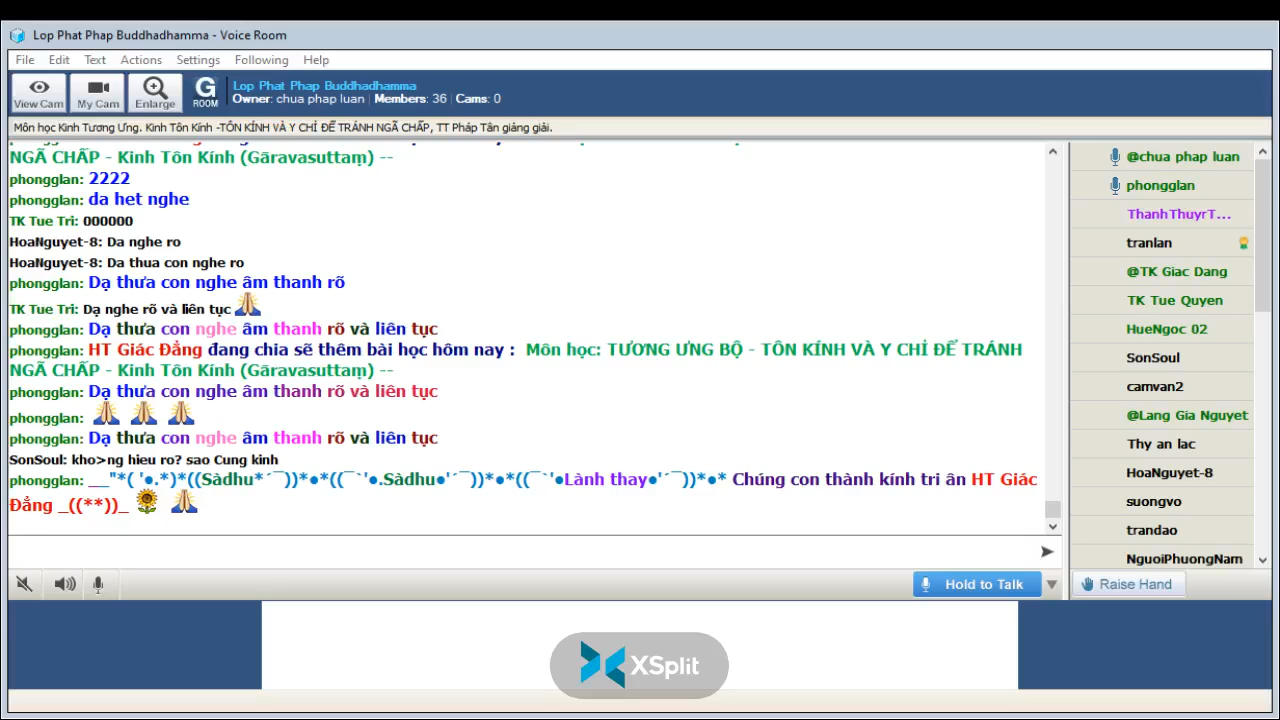 Lop Phat Phap Buddhadhamma - Voice Room
File Edit Text Actions Settings Following Help
View Cam My Cam Enlarge G ROOM
Lop Phat Phap Buddhadhamma
Owner: chua phap luan | Members: 36 | Cams: 0
Môn học Kinh Tương Ưng. Kinh Tôn Kính -TÔN KÍNH VÀ Y CHỈ ĐỂ TRÁNH NGÃ CHẤP, TT Pháp Tân giảng giải.
NGÃ CHẤP - Kinh Tôn Kính (Gāravasuttaṃ) --
phongglan: 2222
phongglan: da het nghe
TK Tue Tri: 000000
HoaNguyet-8: Da nghe ro
HoaNguyet-8: Da thua con nghe ro
phongglan: Dạ thưa con nghe âm thanh rõ
TK Tue Tri: Dạ nghe rõ và liên tục 🙏
phongglan: Dạ thưa con nghe âm thanh rõ và liên tục
phongglan: HT Giác Đẳng đang chia sẽ thêm bài học hôm nay : Môn học: TƯƠNG ƯNG BỘ - TÔN KÍNH VÀ Y CHỈ ĐỂ TRÁNH
NGÃ CHẤP - Kinh Tôn Kính (Gāravasuttaṃ) --
phongglan: Dạ thưa con nghe âm thanh rõ và liên tục
phongglan: 🙏 🙏 🙏
phongglan: Dạ thưa con nghe âm thanh rõ và liên tục
SonSoul: kho>ng hieu ro? sao Cung kinh
phongglan: __"*( '●.*)*((Sàdhu*´¯))*●*((¯`'●.Sàdhu●'´¯))*●*((¯`'●Lành thay●'´¯))*●* Chúng con thành kính tri ân HT Giác
Đẳng _((**))_ 🌻 🙏
Hold to Talk
@chua phap luan
phongglan
ThanhThuyrT...
tranlan
@TK Giac Dang
TK Tue Quyen
HueNgoc 02
SonSoul
camvan2
@Lang Gia Nguyet
Thy an lac
HoaNguyet-8
suongvo
trandao
NguoiPhuongNam
Raise Hand
XSplit